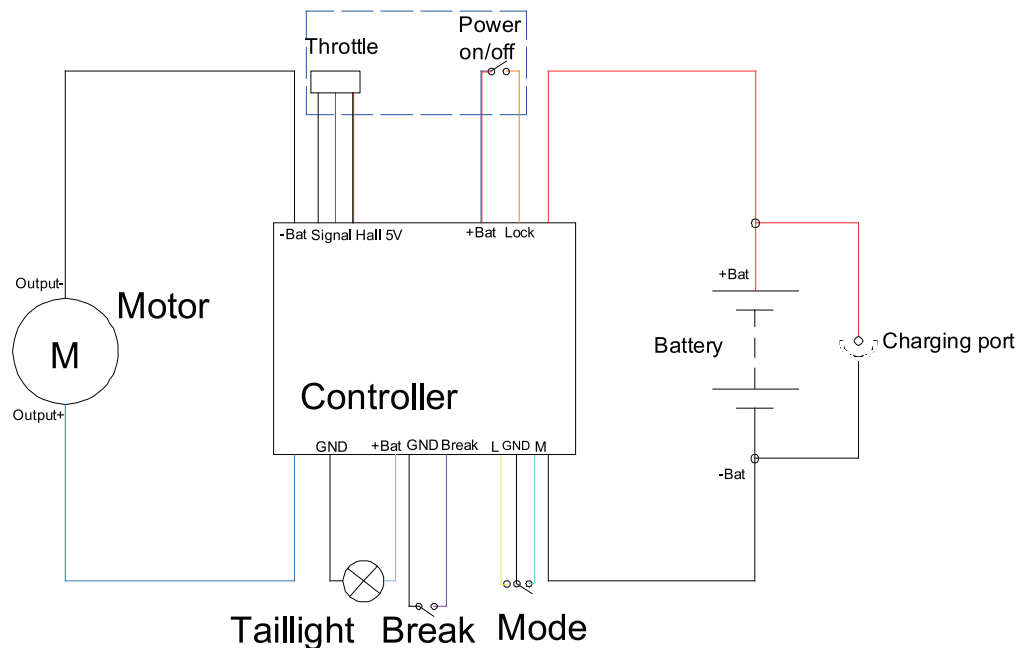 Throttle
Power
on/off
-Bat Signal Hall 5V
+Bat Lock
Output-
Motor
M
Output+
Controller
+Bat
Battery
Charging port
-Bat
GND
+Bat GND Break
L GND M
Taillight
Break
Mode